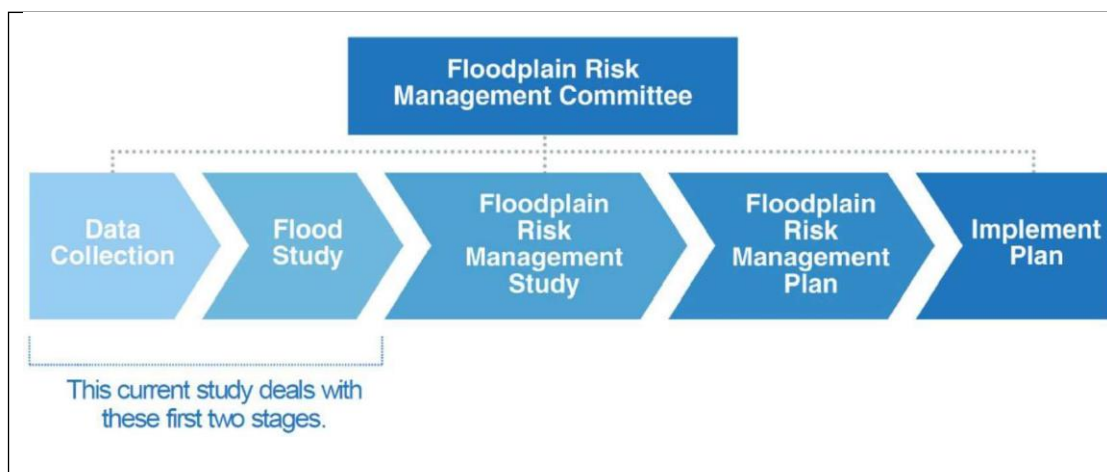 Floodplain Risk
Management Committee
Data
Collection
Flood
Study
Floodplain
Risk
Management
Study
Floodplain
Risk
Management
Plan
Implement
Plan
This current study deals with
these first two stages.